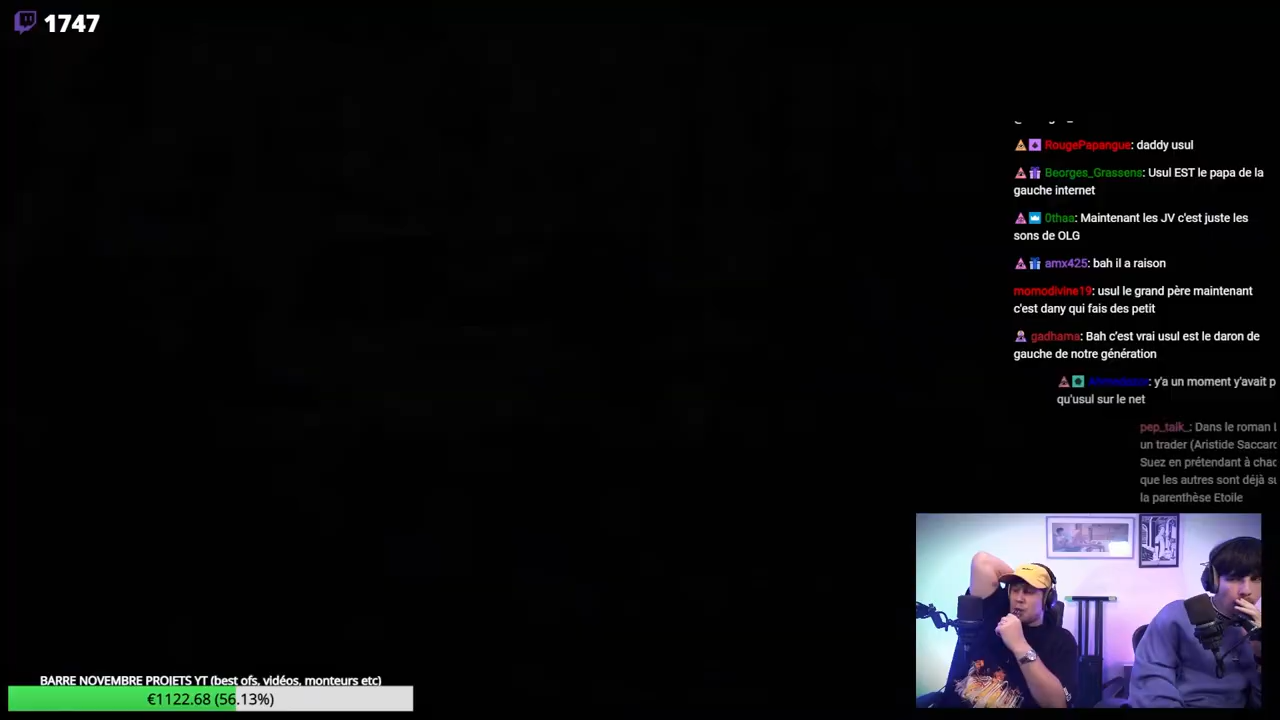 1747
RougePapangue: daddy usul
Beorges_Grassens: Usul EST le papa de la
gauche internet
0thaa: Maintenant les JV c'est juste les
sons de OLG
amx425: bah il a raison
momodivine19: usul le grand père maintenant
c'est dany qui fais des petit
gadhama: Bah c'est vrai usul est le daron de
gauche de notre génération
: y'a un moment y'avait p
qu'usul sur le net
pep_talk_: Dans le roman
un trader (Aristide Saccard
Suez en prétendant à
que les autres sont déjà
la parenthèse Etoile
BARRE NOVEMBRE PROJETS YT (best ofs, vidéos, monteurs etc)
€1122.68 (56.13%)